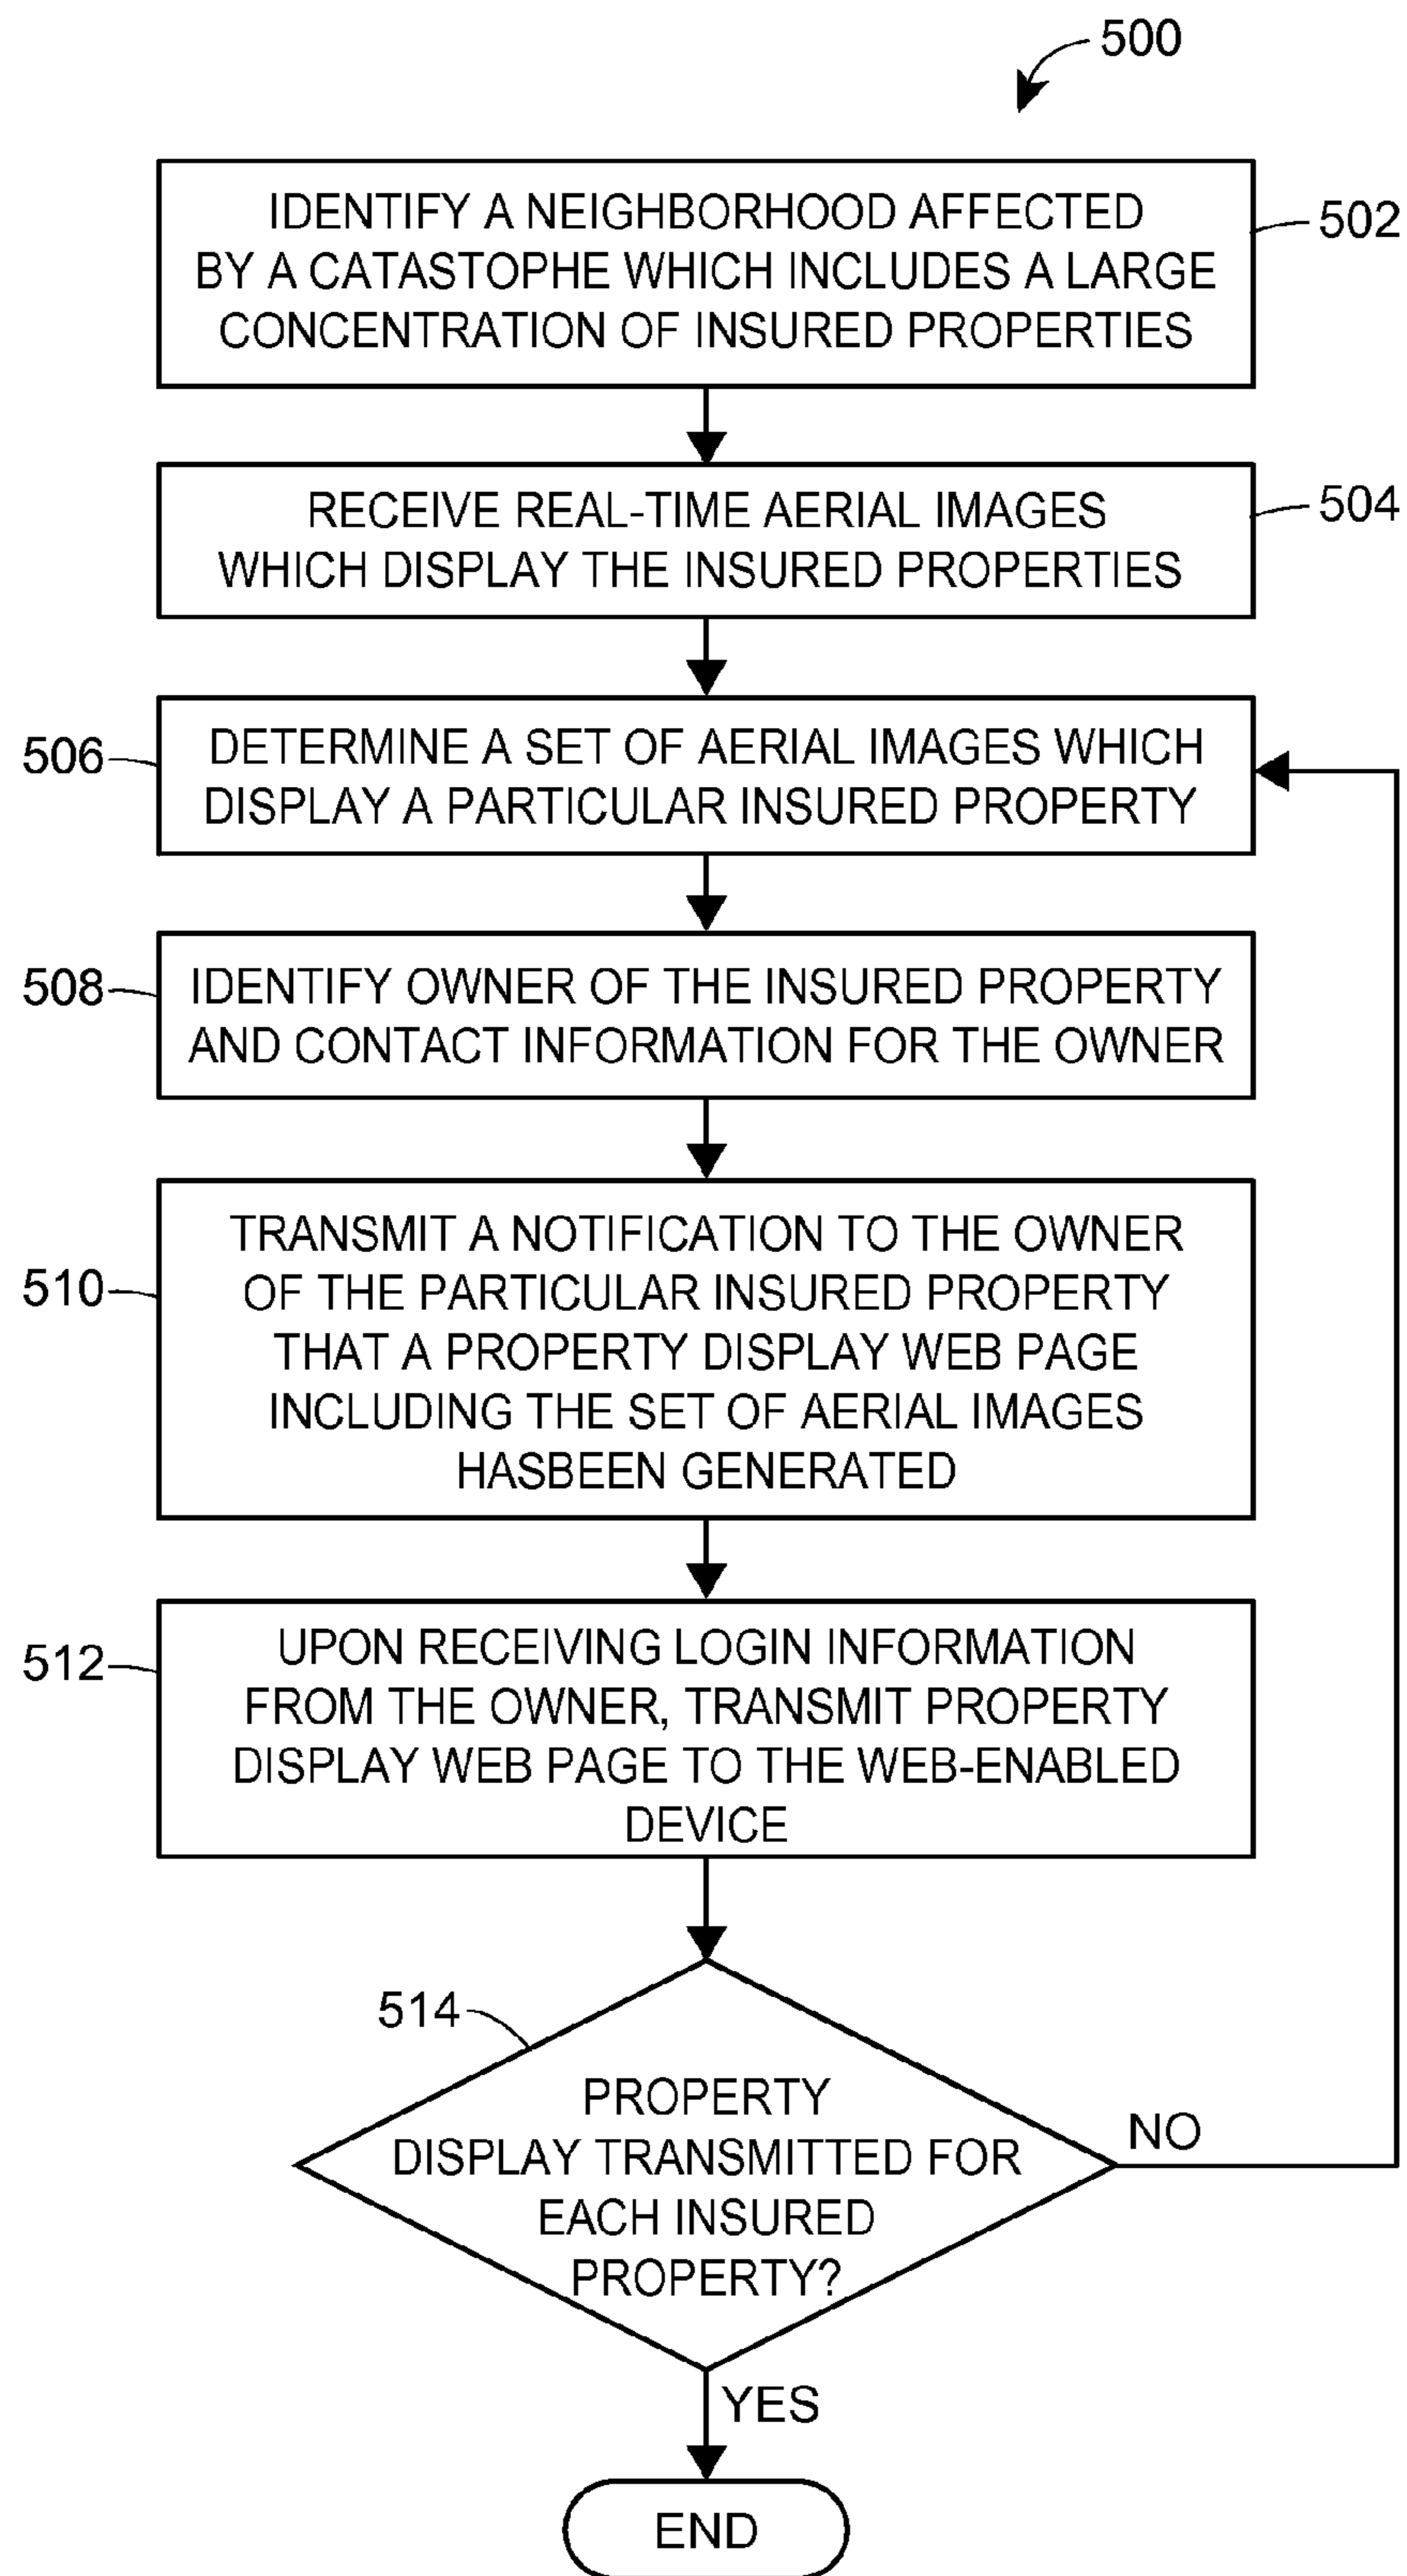 500
IDENTIFY A NEIGHBORHOOD AFFECTED
BY A CATASTOPHE WHICH INCLUDES A LARGE
CONCENTRATION OF INSURED PROPERTIES
502
RECEIVE REAL-TIME AERIAL IMAGES
WHICH DISPLAY THE INSURED PROPERTIES
504
506
DETERMINE A SET OF AERIAL IMAGES WHICH
DISPLAY A PARTICULAR INSURED PROPERTY
508
IDENTIFY OWNER OF THE INSURED PROPERTY
AND CONTACT INFORMATION FOR THE OWNER
510
TRANSMIT A NOTIFICATION TO THE OWNER
OF THE PARTICULAR INSURED PROPERTY
THAT A PROPERTY DISPLAY WEB PAGE
INCLUDING THE SET OF AERIAL IMAGES
HASBEEN GENERATED
512
UPON RECEIVING LOGIN INFORMATION
FROM THE OWNER, TRANSMIT PROPERTY
DISPLAY WEB PAGE TO THE WEB-ENABLED
DEVICE
514
PROPERTY
DISPLAY TRANSMITTED FOR
EACH INSURED
PROPERTY?
NO
YES
END